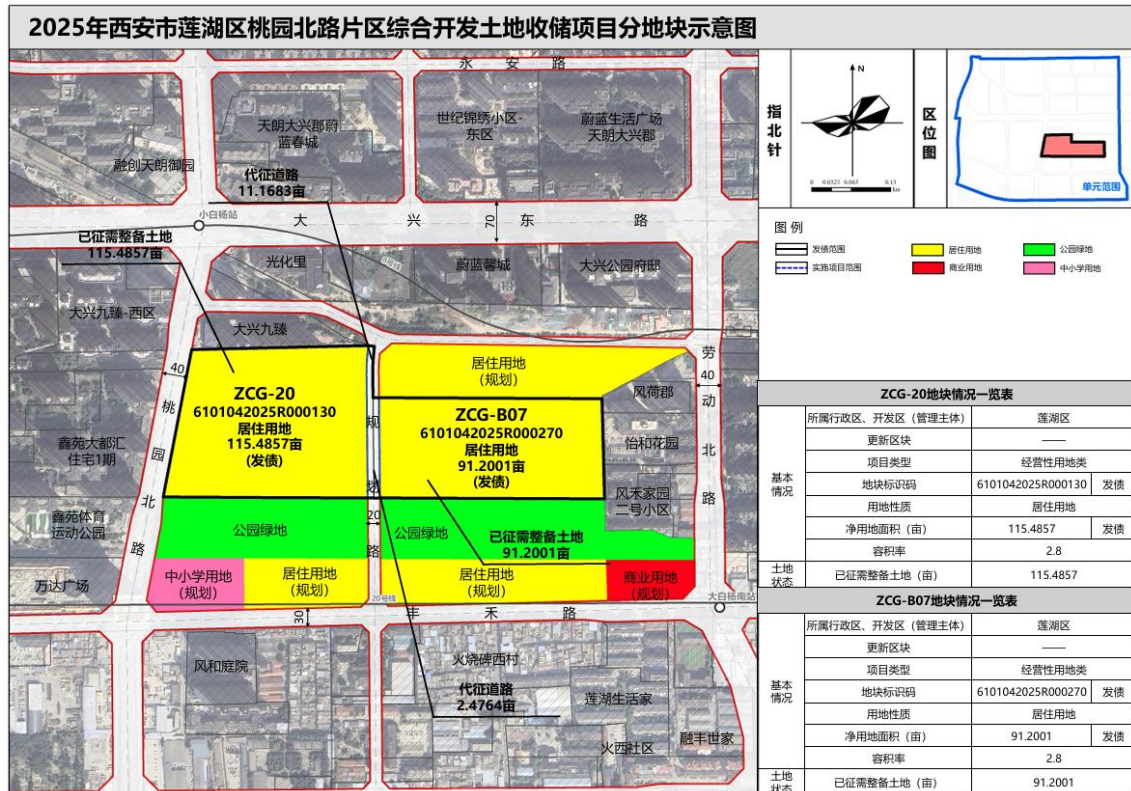 2025年西安市莲湖区桃园北路片区综合开发土地收储项目分地块示意图
永安路
天朗大兴郡蔚
蓝春城
世纪锦绣小区-
东区
蔚蓝生活广场
天朗大兴郡
融创天朗御园
代征道路
11.1683亩
小白杨站
大兴东路
70
已征需整备土地
115.4857亩
光化里
蔚蓝馨城
大兴公园府邸
大兴九臻-西区
大兴九臻
居住用地
(规划)
劳动北路
40
40
桃园北路
风荷郡
ZCG-20
6101042025R000130
居住用地
115.4857亩
(发债)
规划路
20
ZCG-B07
6101042025R000270
居住用地
91.2001亩
(发债)
怡和花园
鑫苑大都汇
住宅1期
风禾家园
二号小区
鑫苑体育
运动公园
公园绿地
公园绿地
已征需整备土地
91.2001亩
万达广场
中小学用地
(规划)
居住用地
(规划)
居住用地
(规划)
商业用地
(规划)
20号线
大白杨南站
丰禾路
30
风和庭院
火烧碑西村
代征道路
2.4764亩
莲湖生活家
火西社区
融丰世家
指北针
N
0 0.0325 0.065 0.13
km
区位图
单元范围
图 例
发债范围
居住用地
公园绿地
实施项目范围
商业用地
中小学用地
ZCG-20地块情况一览表
基本情况
所属行政区、开发区（管理主体） 莲湖区
更新区块 ——
项目类型 经营性用地类
地块标识码 6101042025R000130 发债
用地性质 居住用地
净用地面积（亩） 115.4857 发债
容积率 2.8
土地状态 已征需整备土地（亩） 115.4857
ZCG-B07地块情况一览表
基本情况
所属行政区、开发区（管理主体） 莲湖区
更新区块 ——
项目类型 经营性用地类
地块标识码 6101042025R000270 发债
用地性质 居住用地
净用地面积（亩） 91.2001 发债
容积率 2.8
土地状态 已征需整备土地（亩） 91.2001